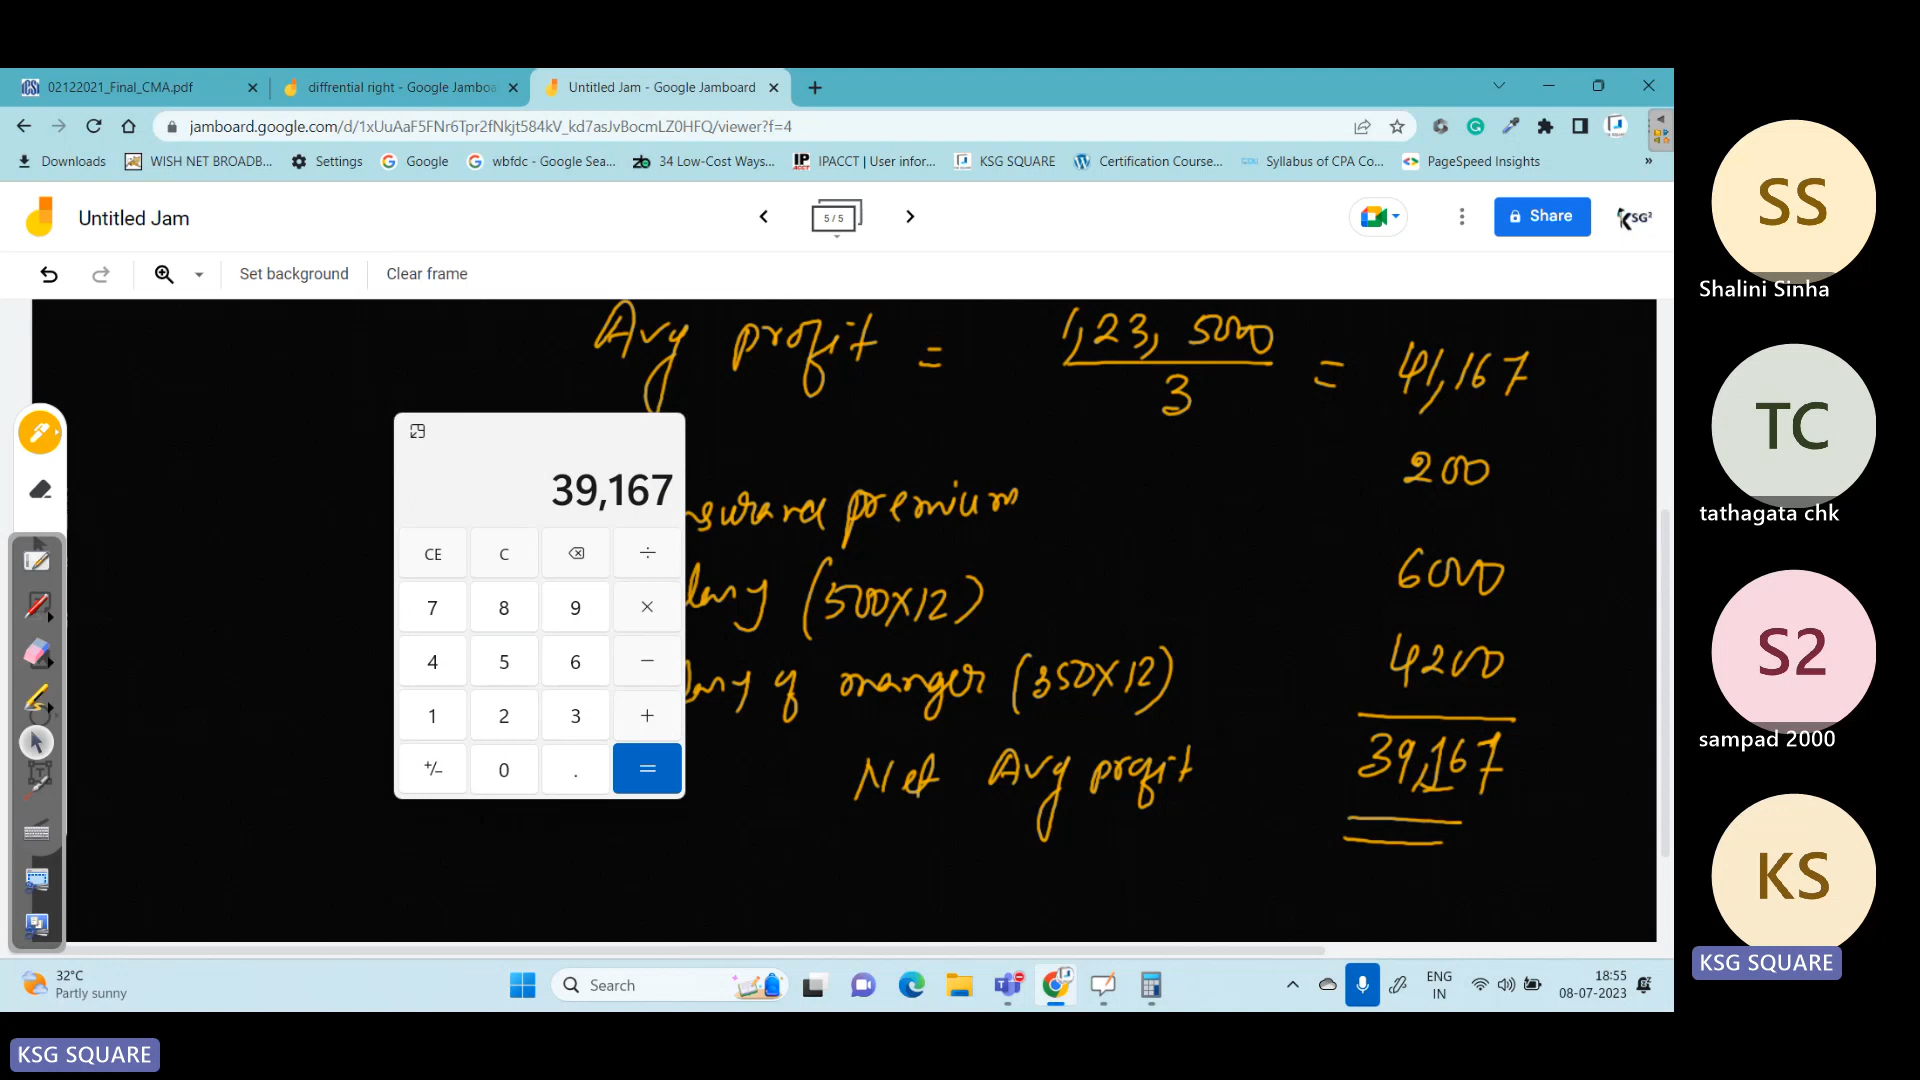 02122021_Final_CMA.pdf
diffrential right - Google Jamboa
Untitled Jam - Google Jamboard
jamboard.google.com/d/1xUuAaF5FNr6Tpr2fNkjt584kV_kd7asJvBocmLZ0HFQ/viewer?f=4
Downloads WISH NET BROADB... Settings Google wbfdc - Google Sea... 34 Low-Cost Ways... IPACCT | User infor... KSG SQUARE Certification Course... Syllabus of CPA Co... PageSpeed Insights »
Untitled Jam
5 / 5
Share
KSG²
Set background Clear frame
Avg profit = 1,23,500 / 3 = 41,167
200
nsurance premium
6000
lary (500X12)
4200
lary of manger (350X12)
Net Avg profit 39,167
39,167
CE C ÷
7 8 9 ×
4 5 6 −
1 2 3 +
+/− 0 . =
SS
Shalini Sinha
TC
tathagata chk
S2
sampad 2000
KS
KSG SQUARE
32°C
Partly sunny
Search
ENG
IN
18:55
08-07-2023
KSG SQUARE